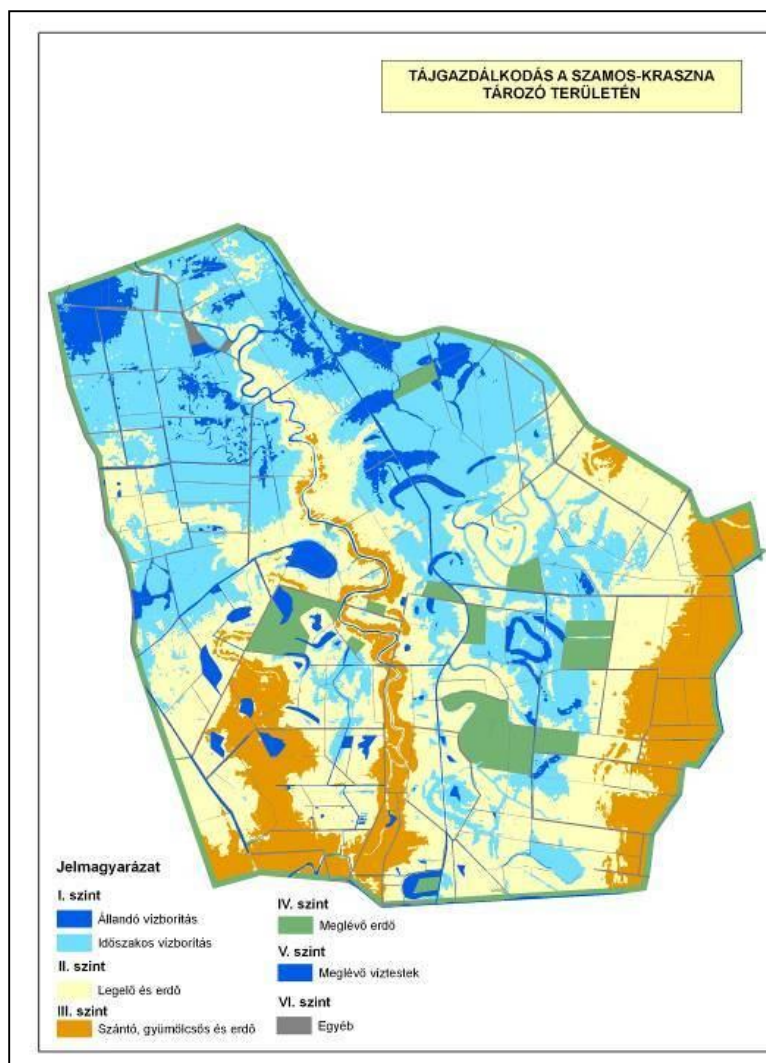 TÁJGAZDÁLKODÁS A SZAMOS-KRASZNA
TÁROZÓ TERÜLETÉN
Jelmagyarázat
I. szint
Állandó vízborítás
Időszakos vízborítás
II. szint
Legelő és erdő
III. szint
Szántó, gyümölcsös és erdő
IV. szint
Meglévő erdő
V. szint
Meglévő víztestek
VI. szint
Egyéb